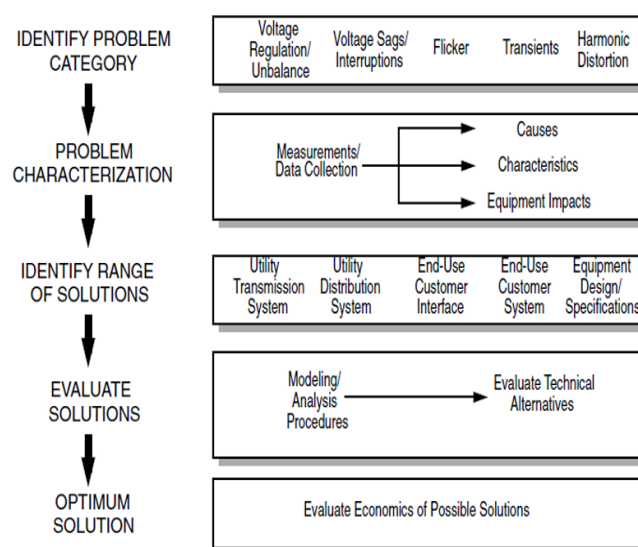 IDENTIFY PROBLEM
CATEGORY
Voltage
Regulation/
Unbalance
Voltage Sags/
Interruptions
Flicker
Transients
Harmonic
Distortion
PROBLEM
CHARACTERIZATION
Measurements/
Data Collection
Causes
Characteristics
Equipment Impacts
IDENTIFY RANGE
OF SOLUTIONS
Utility
Transmission
System
Utility
Distribution
System
End-Use
Customer
Interface
End-Use
Customer
System
Equipment
Design/
Specifications
EVALUATE
SOLUTIONS
Modeling/
Analysis
Procedures
Evaluate Technical
Alternatives
OPTIMUM
SOLUTION
Evaluate Economics of Possible Solutions